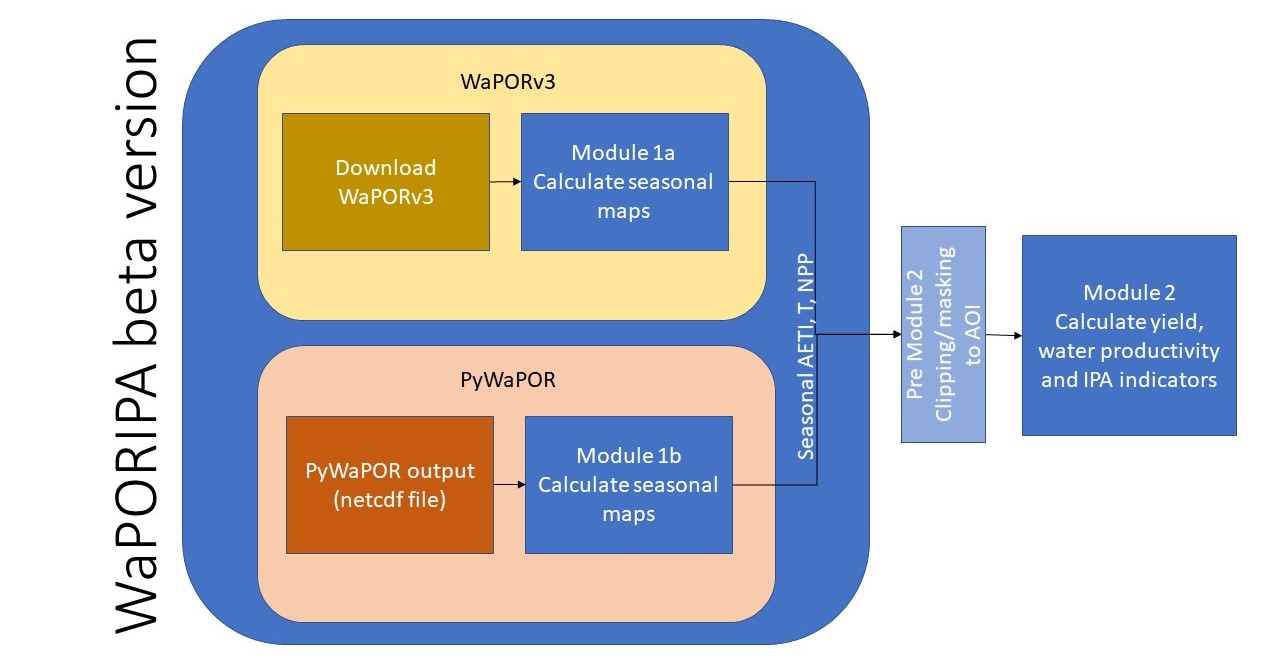 WaPORIPA beta version
WaPORv3
Download
WaPORv3
Module 1a
Calculate seasonal
maps
PyWaPOR
PyWaPOR output
(netcdf file)
Module 1b
Calculate seasonal
maps
Seasonal AETI, T, NPP
Pre Module 2
Clipping/ masking
to AOI
Module 2
Calculate yield,
water productivity
and IPA indicators